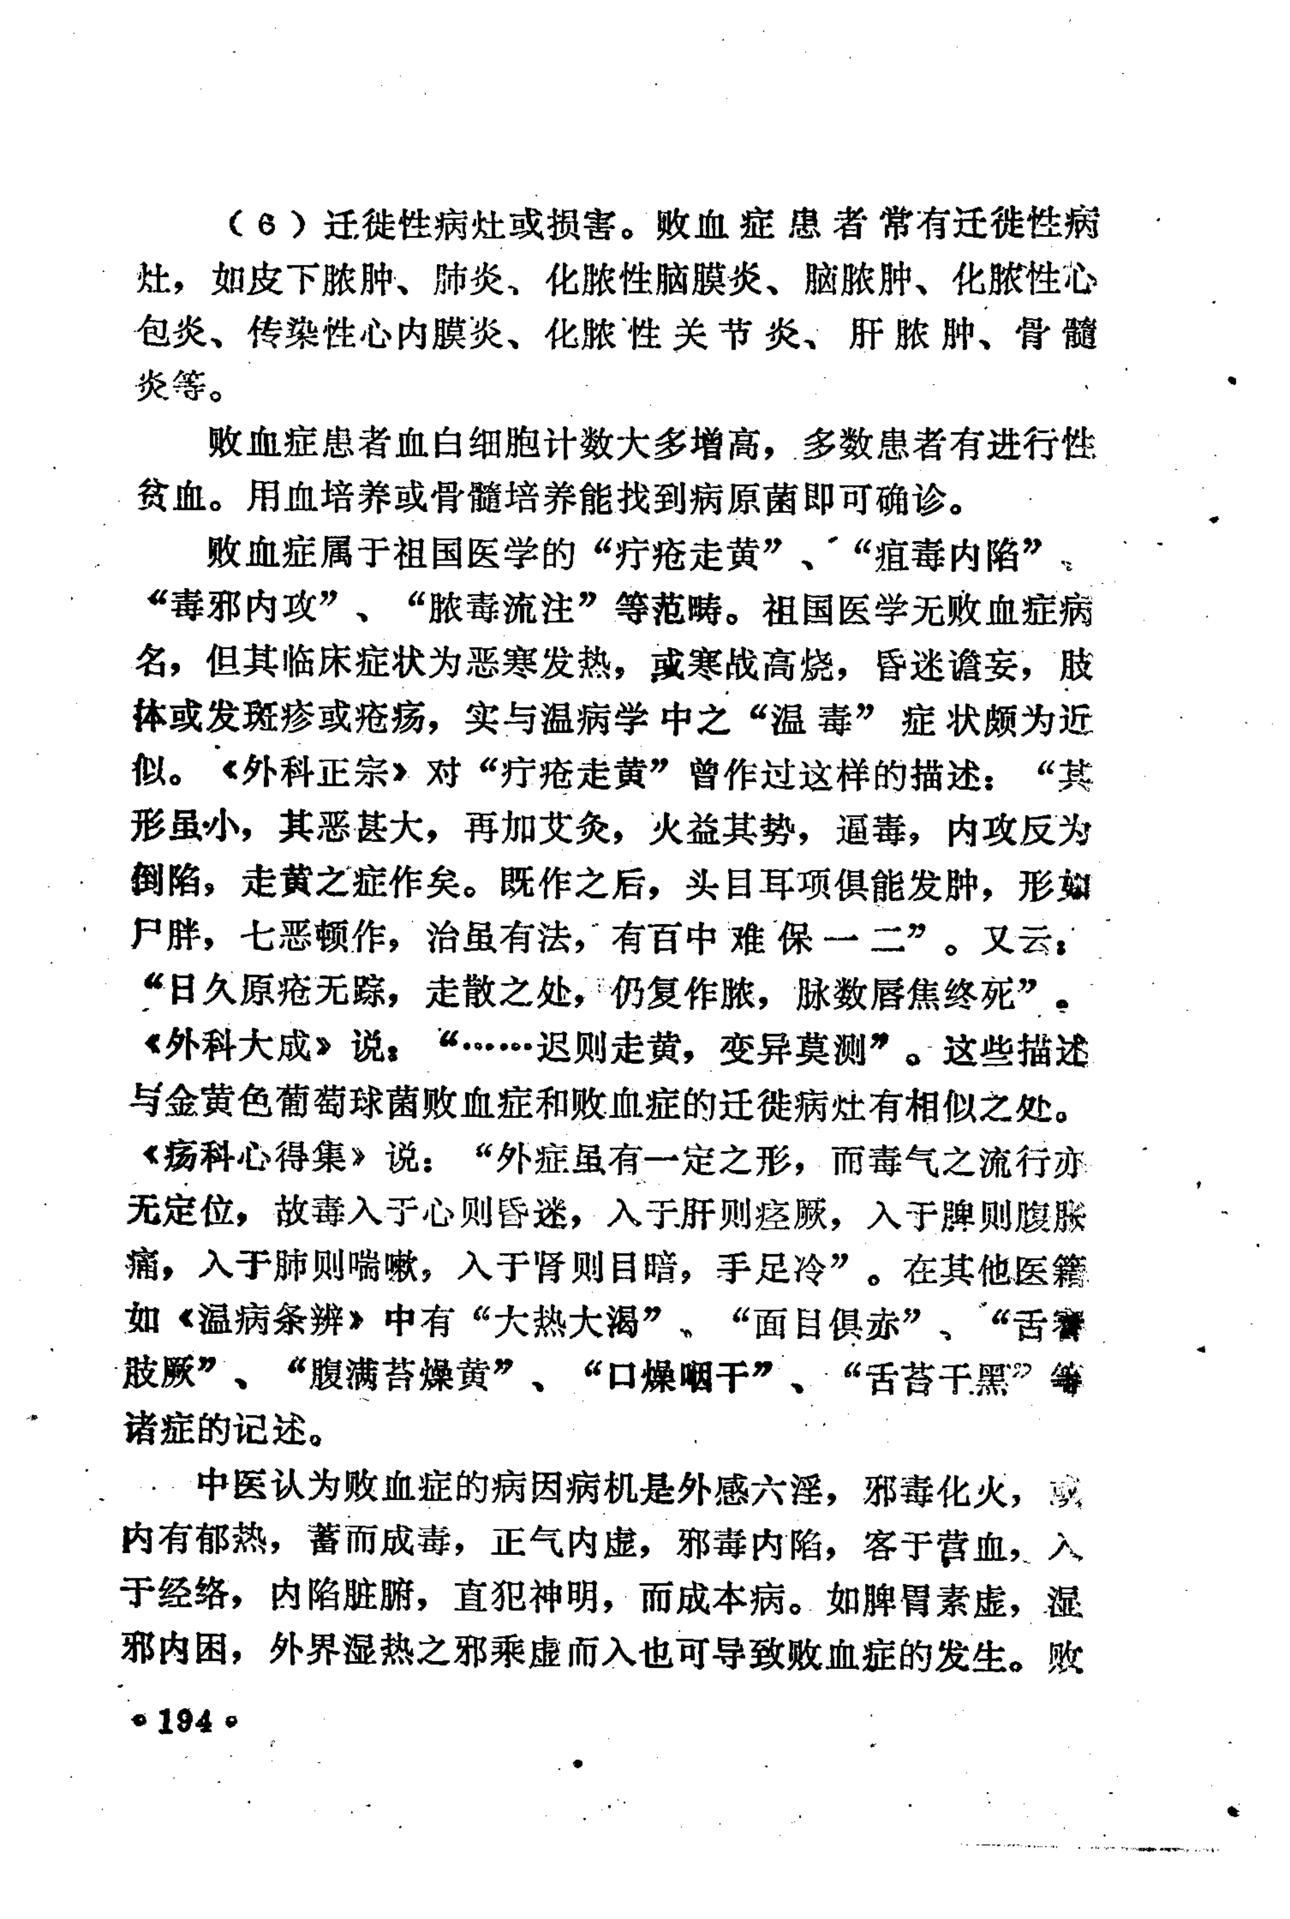 （6）迁徙性病灶或损害。败血症患者常有迁徙性病
灶，如皮下脓肿、肺炎、化脓性脑膜炎、脑脓肿、化脓性心
包炎、传染性心内膜炎、化脓性关节炎、肝脓肿、骨髓
炎等。
败血症患者血白细胞计数大多增高，多数患者有进行性
贫血。用血培养或骨髓培养能找到病原菌即可确诊。
败血症属于祖国医学的“疔疮走黄”、“疽毒内陷”、
“毒邪内攻”、“脓毒流注”等范畴。祖国医学无败血症病
名，但其临床症状为恶寒发热，或寒战高烧，昏迷谵妄，肢
体或发斑疹或疮疡，实与温病学中之“温毒”症状颇为近
似。《外科正宗》对“疔疮走黄”曾作过这样的描述：“其
形虽小，其恶甚大，再加艾灸，火益其势，逼毒，内攻反为
倒陷，走黄之症作矣。既作之后，头目耳项俱能发肿，形如
尸胖，七恶顿作，治虽有法，有百中难保一二”。又云：
“日久原疮无踪，走散之处，仍复作脓，脉数唇焦终死”。
《外科大成》说：“……迟则走黄，变异莫测”。这些描述
与金黄色葡萄球菌败血症和败血症的迁徙病灶有相似之处。
《疡科心得集》说：“外症虽有一定之形，而毒气之流行亦
无定位，故毒入于心则昏迷，入于肝则痉厥，入于脾则腹胀
痛，入于肺则喘嗽，入于肾则目暗，手足冷”。在其他医籍
如《温病条辨》中有“大热大渴”、“面目俱赤”、“舌蹇
肢厥”、“腹满苔燥黄”、“口燥咽干”、“舌苔干黑”等
诸症的记述。
中医认为败血症的病因病机是外感六淫，邪毒化火，或
内有郁热，蓄而成毒，正气内虚，邪毒内陷，客于营血，入
于经络，内陷脏腑，直犯神明，而成本病。如脾胃素虚，湿
邪内困，外界湿热之邪乘虚而入也可导致败血症的发生。败
•194•